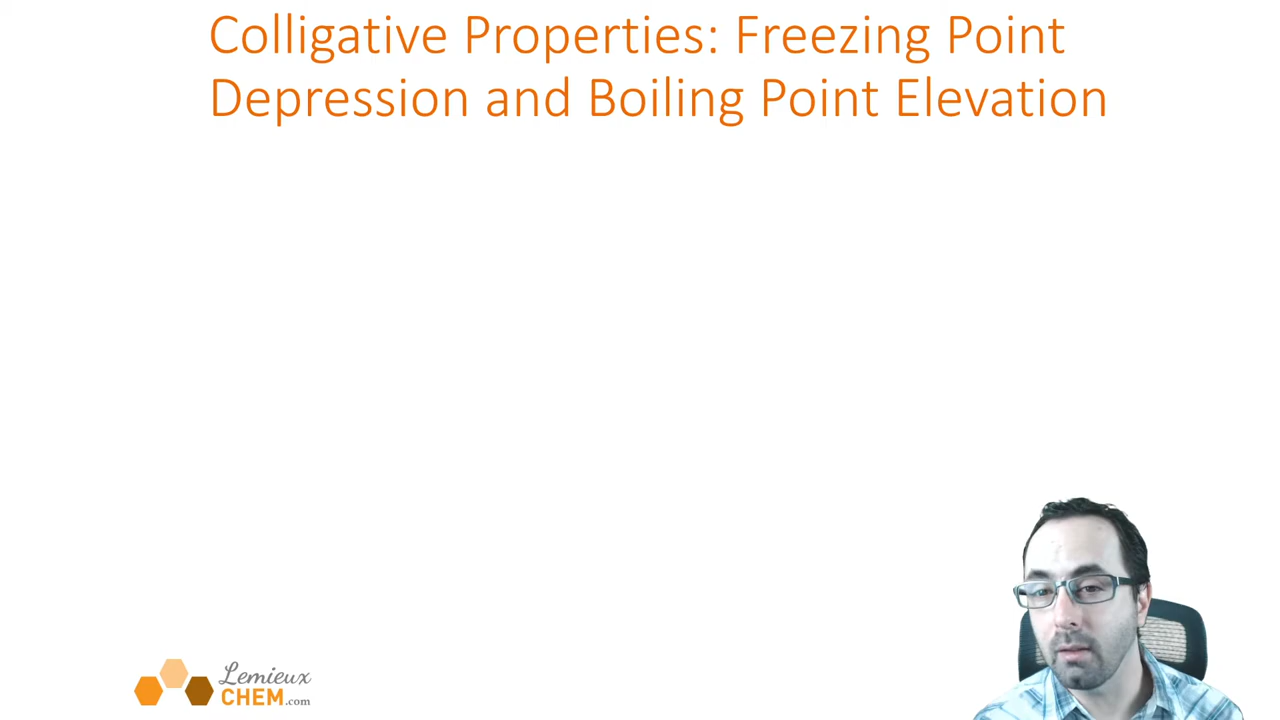 Colligative Properties: Freezing Point
Depression and Boiling Point Elevation
Lemieux
CHEM.com